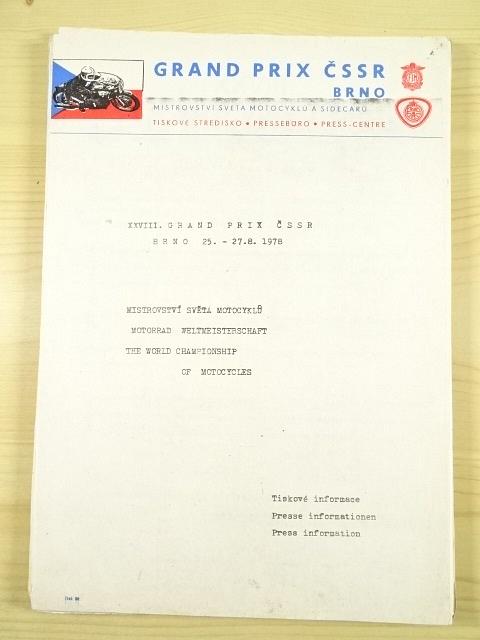 GRAND PRIX ČSSR
BRNO
MISTROVSTVÍ SVĚTA MOTOCYKLŮ A SIDECARŮ
TISKOVÉ STŘEDISKO • PRESSEBÜRO • PRESS-CENTRE
XXVIII. GRAND PRIX ČSSR
BRNO 25. - 27.8. 1978
MISTROVSTVÍ SVĚTA MOTOCYKLŮ
MOTORRAD WELTMEISTERSCHAFT
THE WORLD CHAMPIONSHIP
OF MOTOCYCLES
Tiskové informace
Presse informationen
Press information